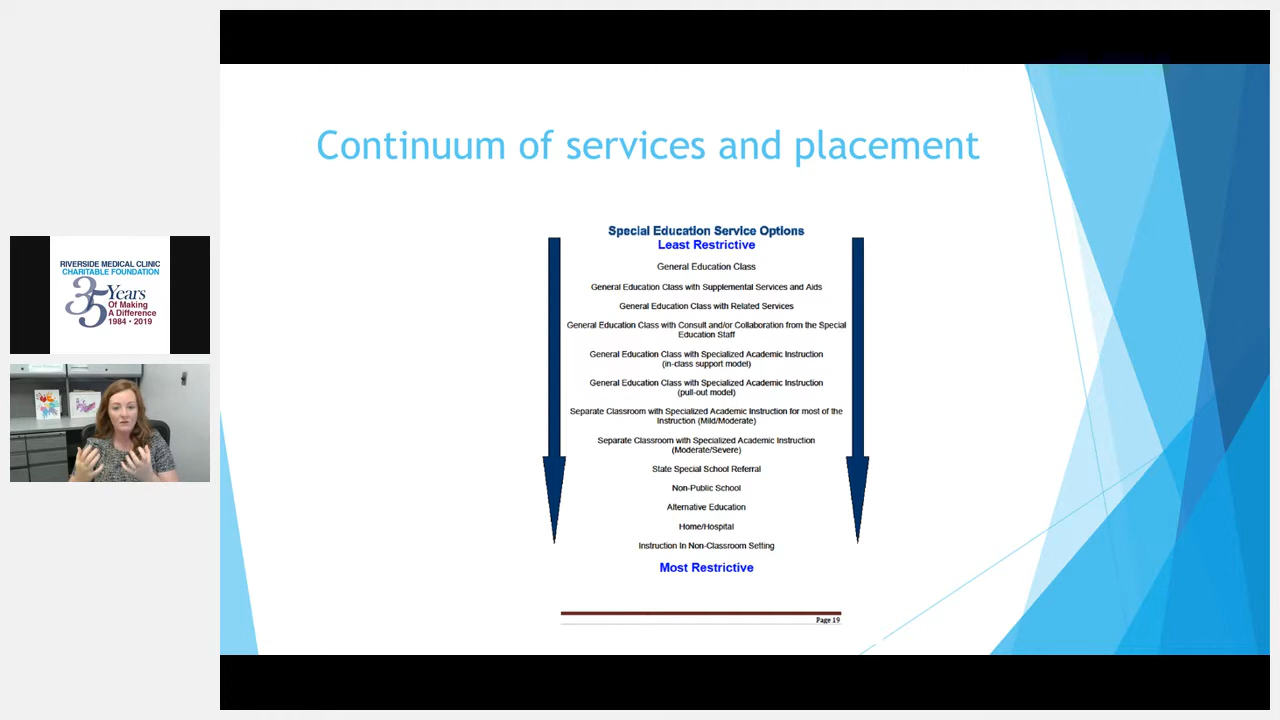 Continuum of services and placement
Special Education Service Options
Least Restrictive
General Education Class
General Education Class with Supplemental Services and Aids
General Education Class with Related Services
General Education Class with Consult and/or Collaboration from the Special
Education Staff
General Education Class with Specialized Academic Instruction
(in-class support model)
General Education Class with Specialized Academic Instruction
(pull-out model)
Separate Classroom with Specialized Academic Instruction for most of the
Instruction (Mild/Moderate)
Separate Classroom with Specialized Academic Instruction
(Moderate/Severe)
State Special School Referral
Non-Public School
Alternative Education
Home/Hospital
Instruction In Non-Classroom Setting
Most Restrictive
Page 19
RIVERSIDE MEDICAL CLINIC
CHARITABLE FOUNDATION
35 Years
Of Making
A Difference
1984 • 2019